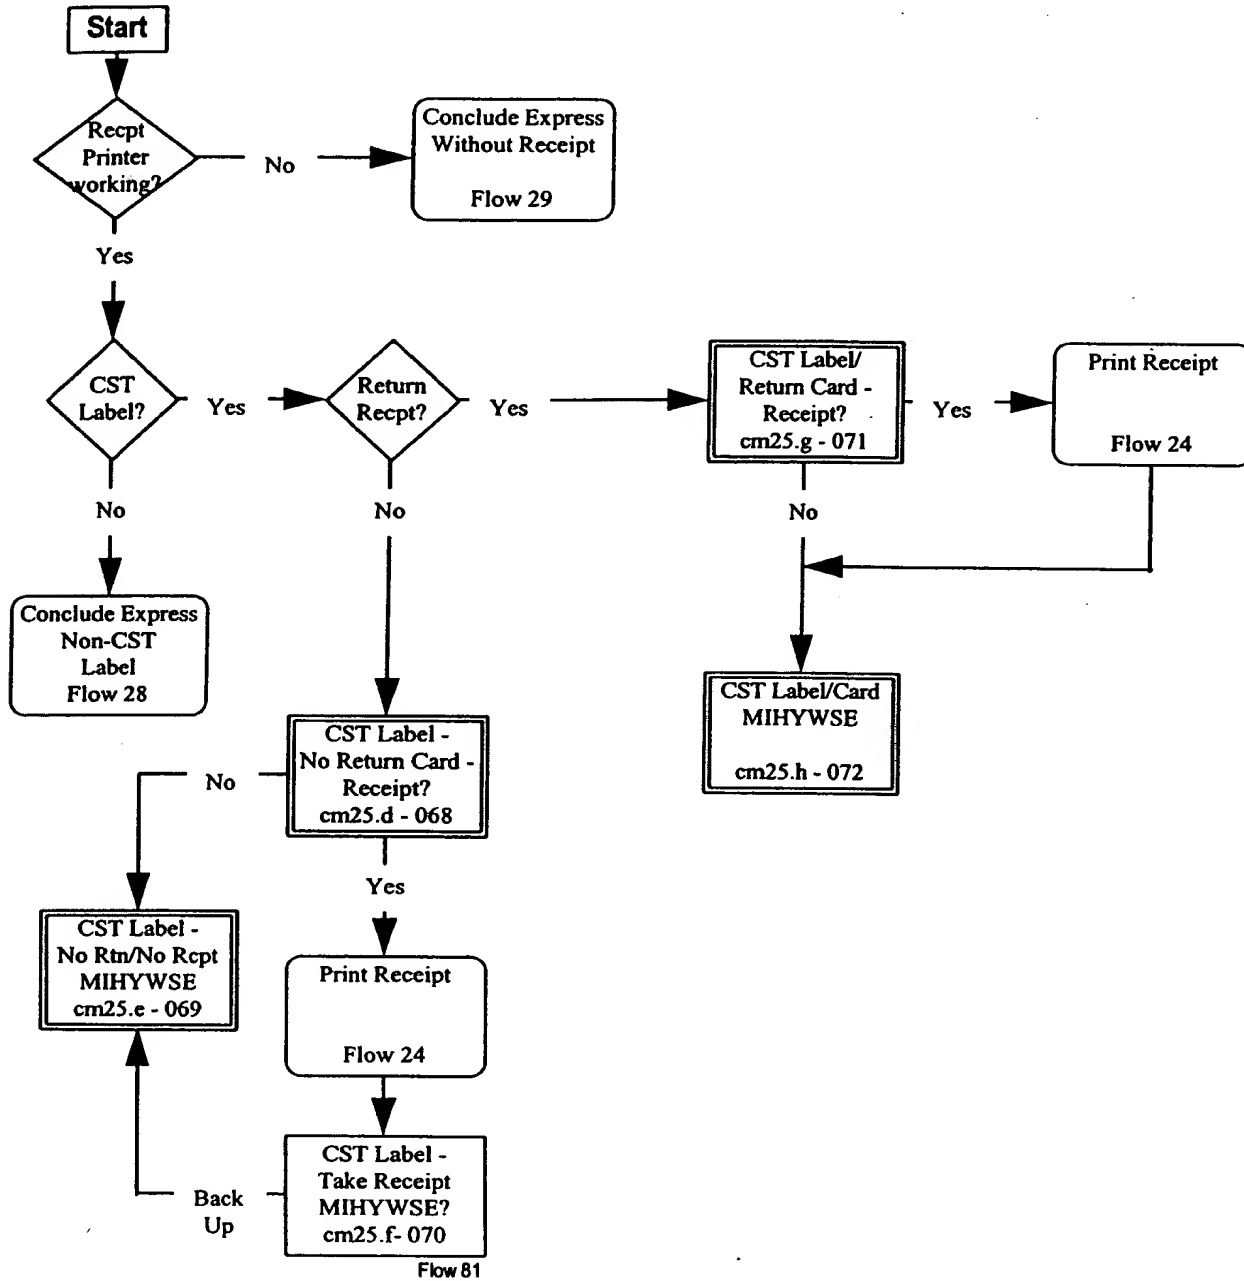 Start
Recpt
Printer
working?
No
Conclude Express
Without Receipt
Flow 29
Yes
CST
Label?
Yes
Return
Recpt?
Yes
CST Label/
Return Card -
Receipt?
cm25.g - 071
Yes
Print Receipt
Flow 24
No
No
No
Conclude Express
Non-CST
Label
Flow 28
CST Label/Card
MIHYWSE
cm25.h - 072
CST Label -
No Return Card -
Receipt?
cm25.d - 068
No
Yes
CST Label -
No Rtn/No Rcpt
MIHYWSE
cm25.e - 069
Print Receipt
Flow 24
CST Label -
Take Receipt
MIHYWSE?
cm25.f- 070
Back
Up
Flow 81